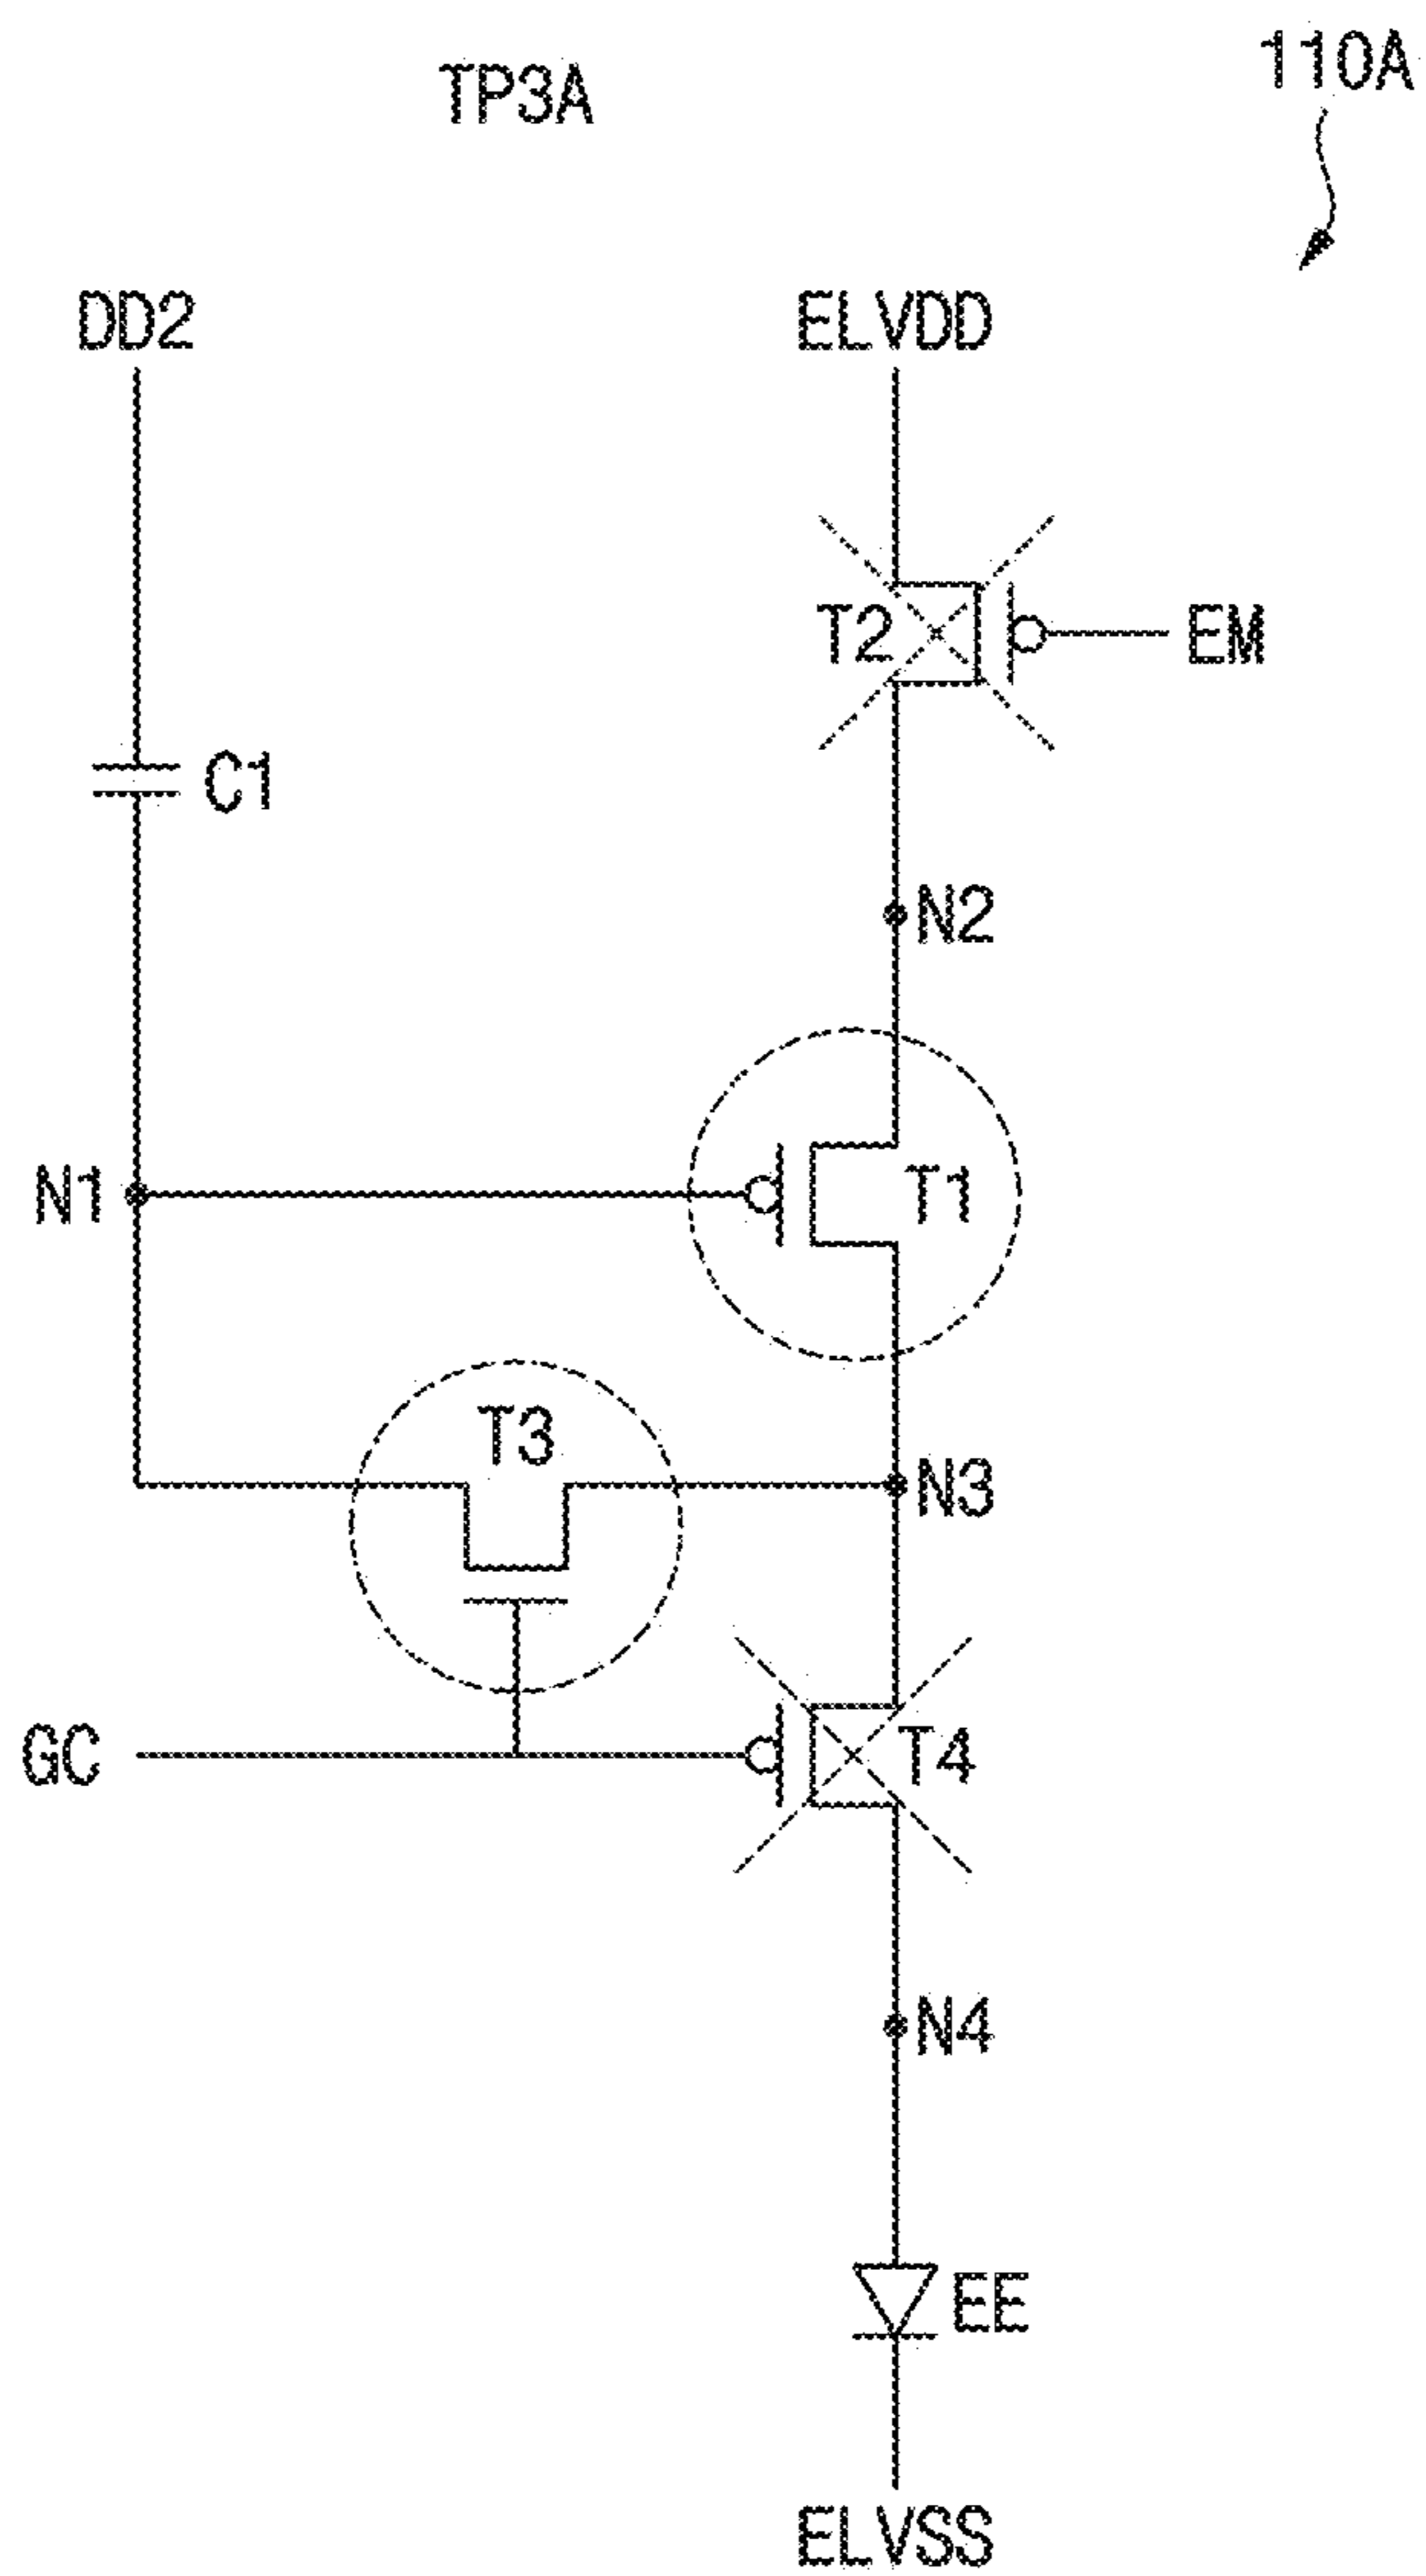 110A
TP3A
DD2 ELVDD
T2 EM
C1
N2
N1 T1
T3
N3
GC T4
N4
EE
ELVSS